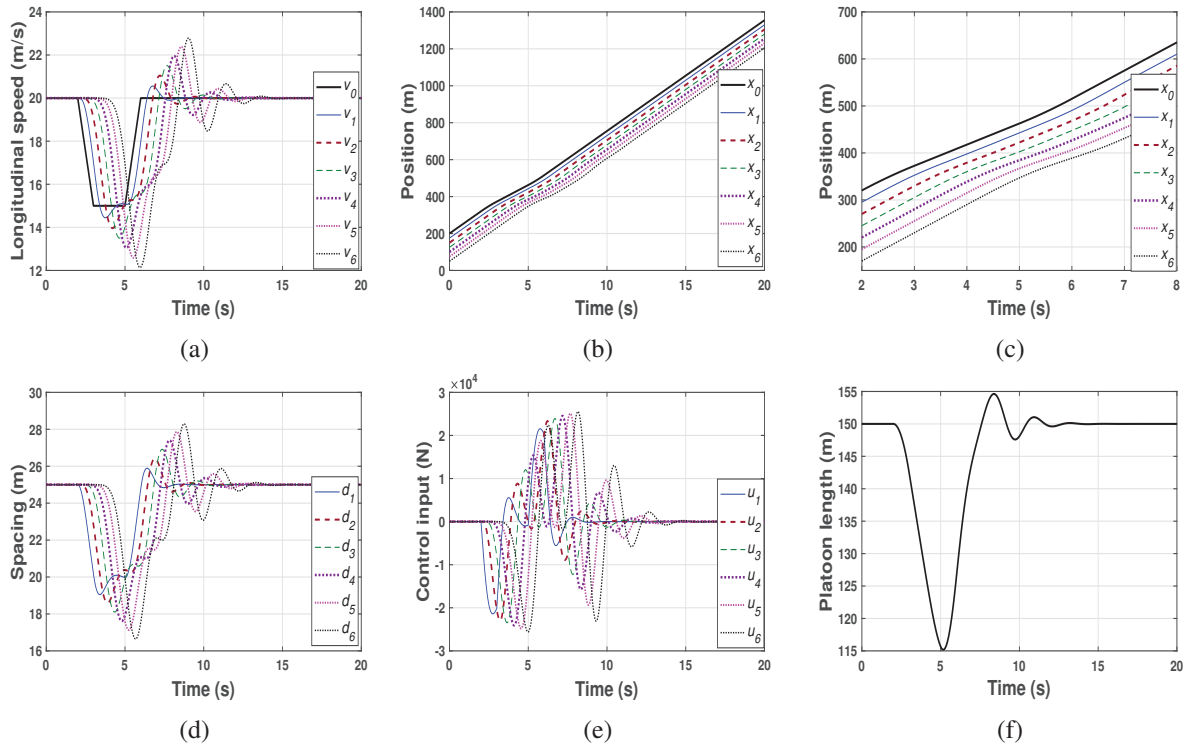 Longitudinal speed (m/s)
22
20
18
16
14
12
0
5
10
15
20
Time (s)
v0
v1
v2
v3
v4
v5
v6
(a)
Position (m)
1400
1200
1000
800
600
400
200
0
0
5
10
15
20
Time (s)
x0
x1
x2
x3
x4
x5
x6
(b)
Position (m)
700
600
500
400
300
200
2
3
4
5
6
7
8
Time (s)
x0
x1
x2
x3
x4
x5
x6
(c)
Spacing (m)
30
28
26
24
22
20
18
16
0
5
10
15
20
Time (s)
d1
d2
d3
d4
d5
d6
(d)
×10^4
Control input (N)
3
2
1
0
-1
-2
-3
0
5
10
15
20
Time (s)
u1
u2
u3
u4
u5
u6
(e)
Platoon length (m)
155
150
145
140
135
130
125
120
115
0
5
10
15
20
Time (s)
(f)